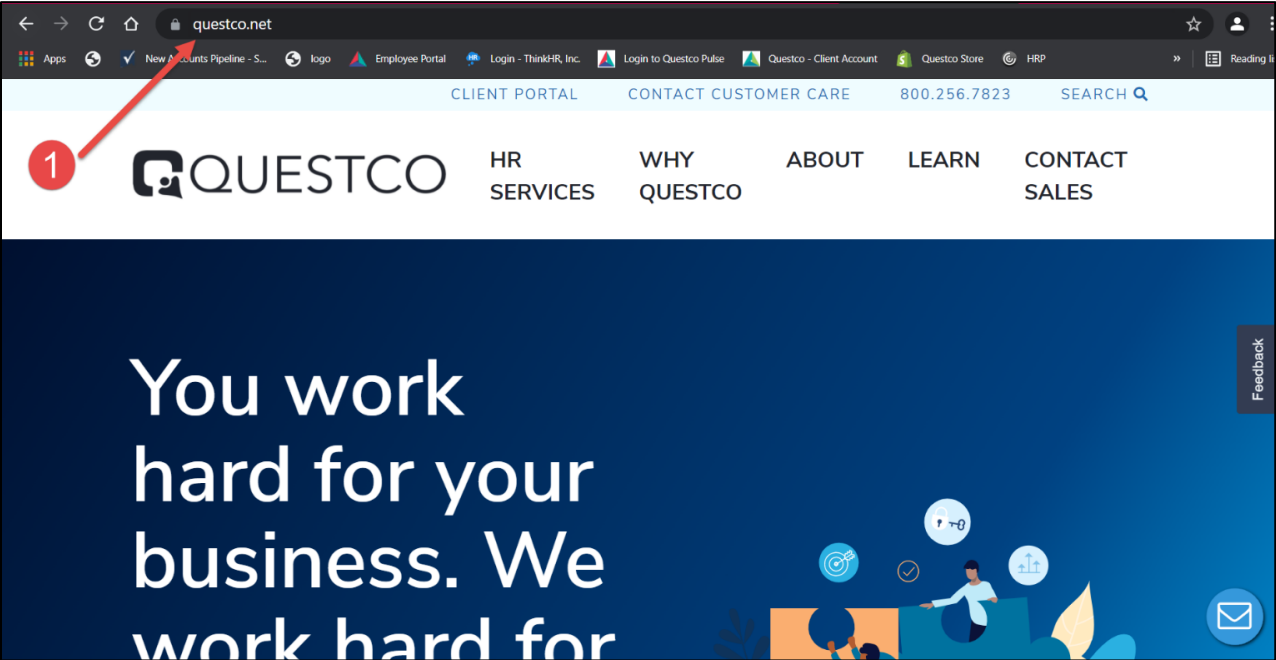 questco.net
Apps New Accounts Pipeline - S... logo Employee Portal Login - ThinkHR, Inc. Login to Questco Pulse Questco - Client Account Questco Store HRP » Reading li
CLIENT PORTAL CONTACT CUSTOMER CARE 800.256.7823 SEARCH
1
QUESTCO
HR SERVICES
WHY QUESTCO
ABOUT
LEARN
CONTACT SALES
You work
hard for your
business. We
work hard for
Feedback